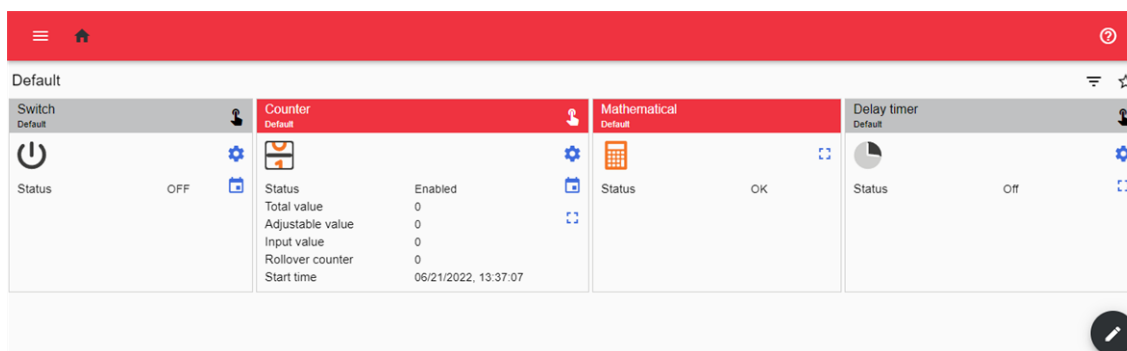 Default
Switch
Default
Status OFF
Counter
Default
Status Enabled
Total value 0
Adjustable value 0
Input value 0
Rollover counter 0
Start time 06/21/2022, 13:37:07
Mathematical
Default
Status OK
Delay timer
Default
Status Off